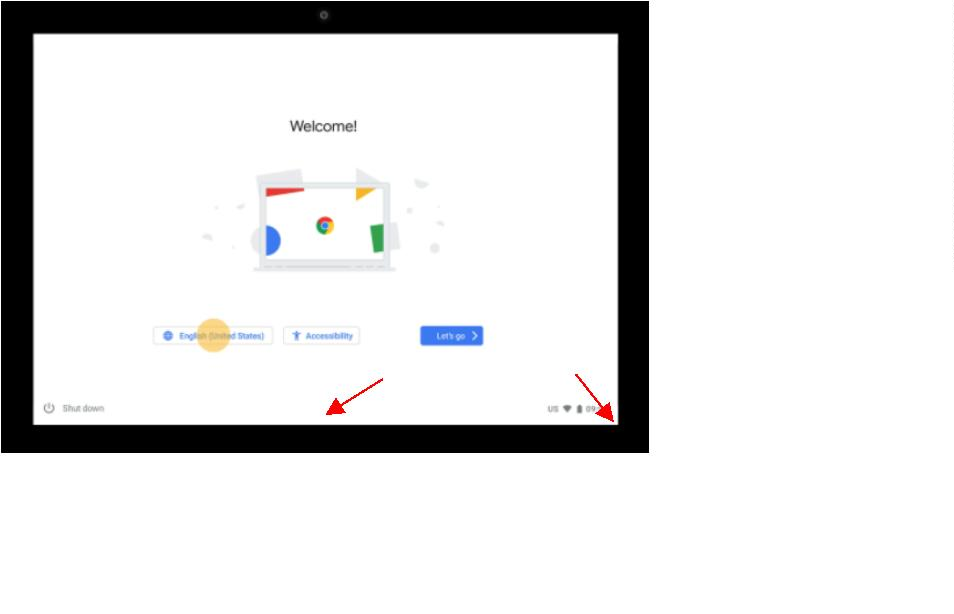 Welcome!
English (United States)
Accessibility
Let's go
Shut down
US